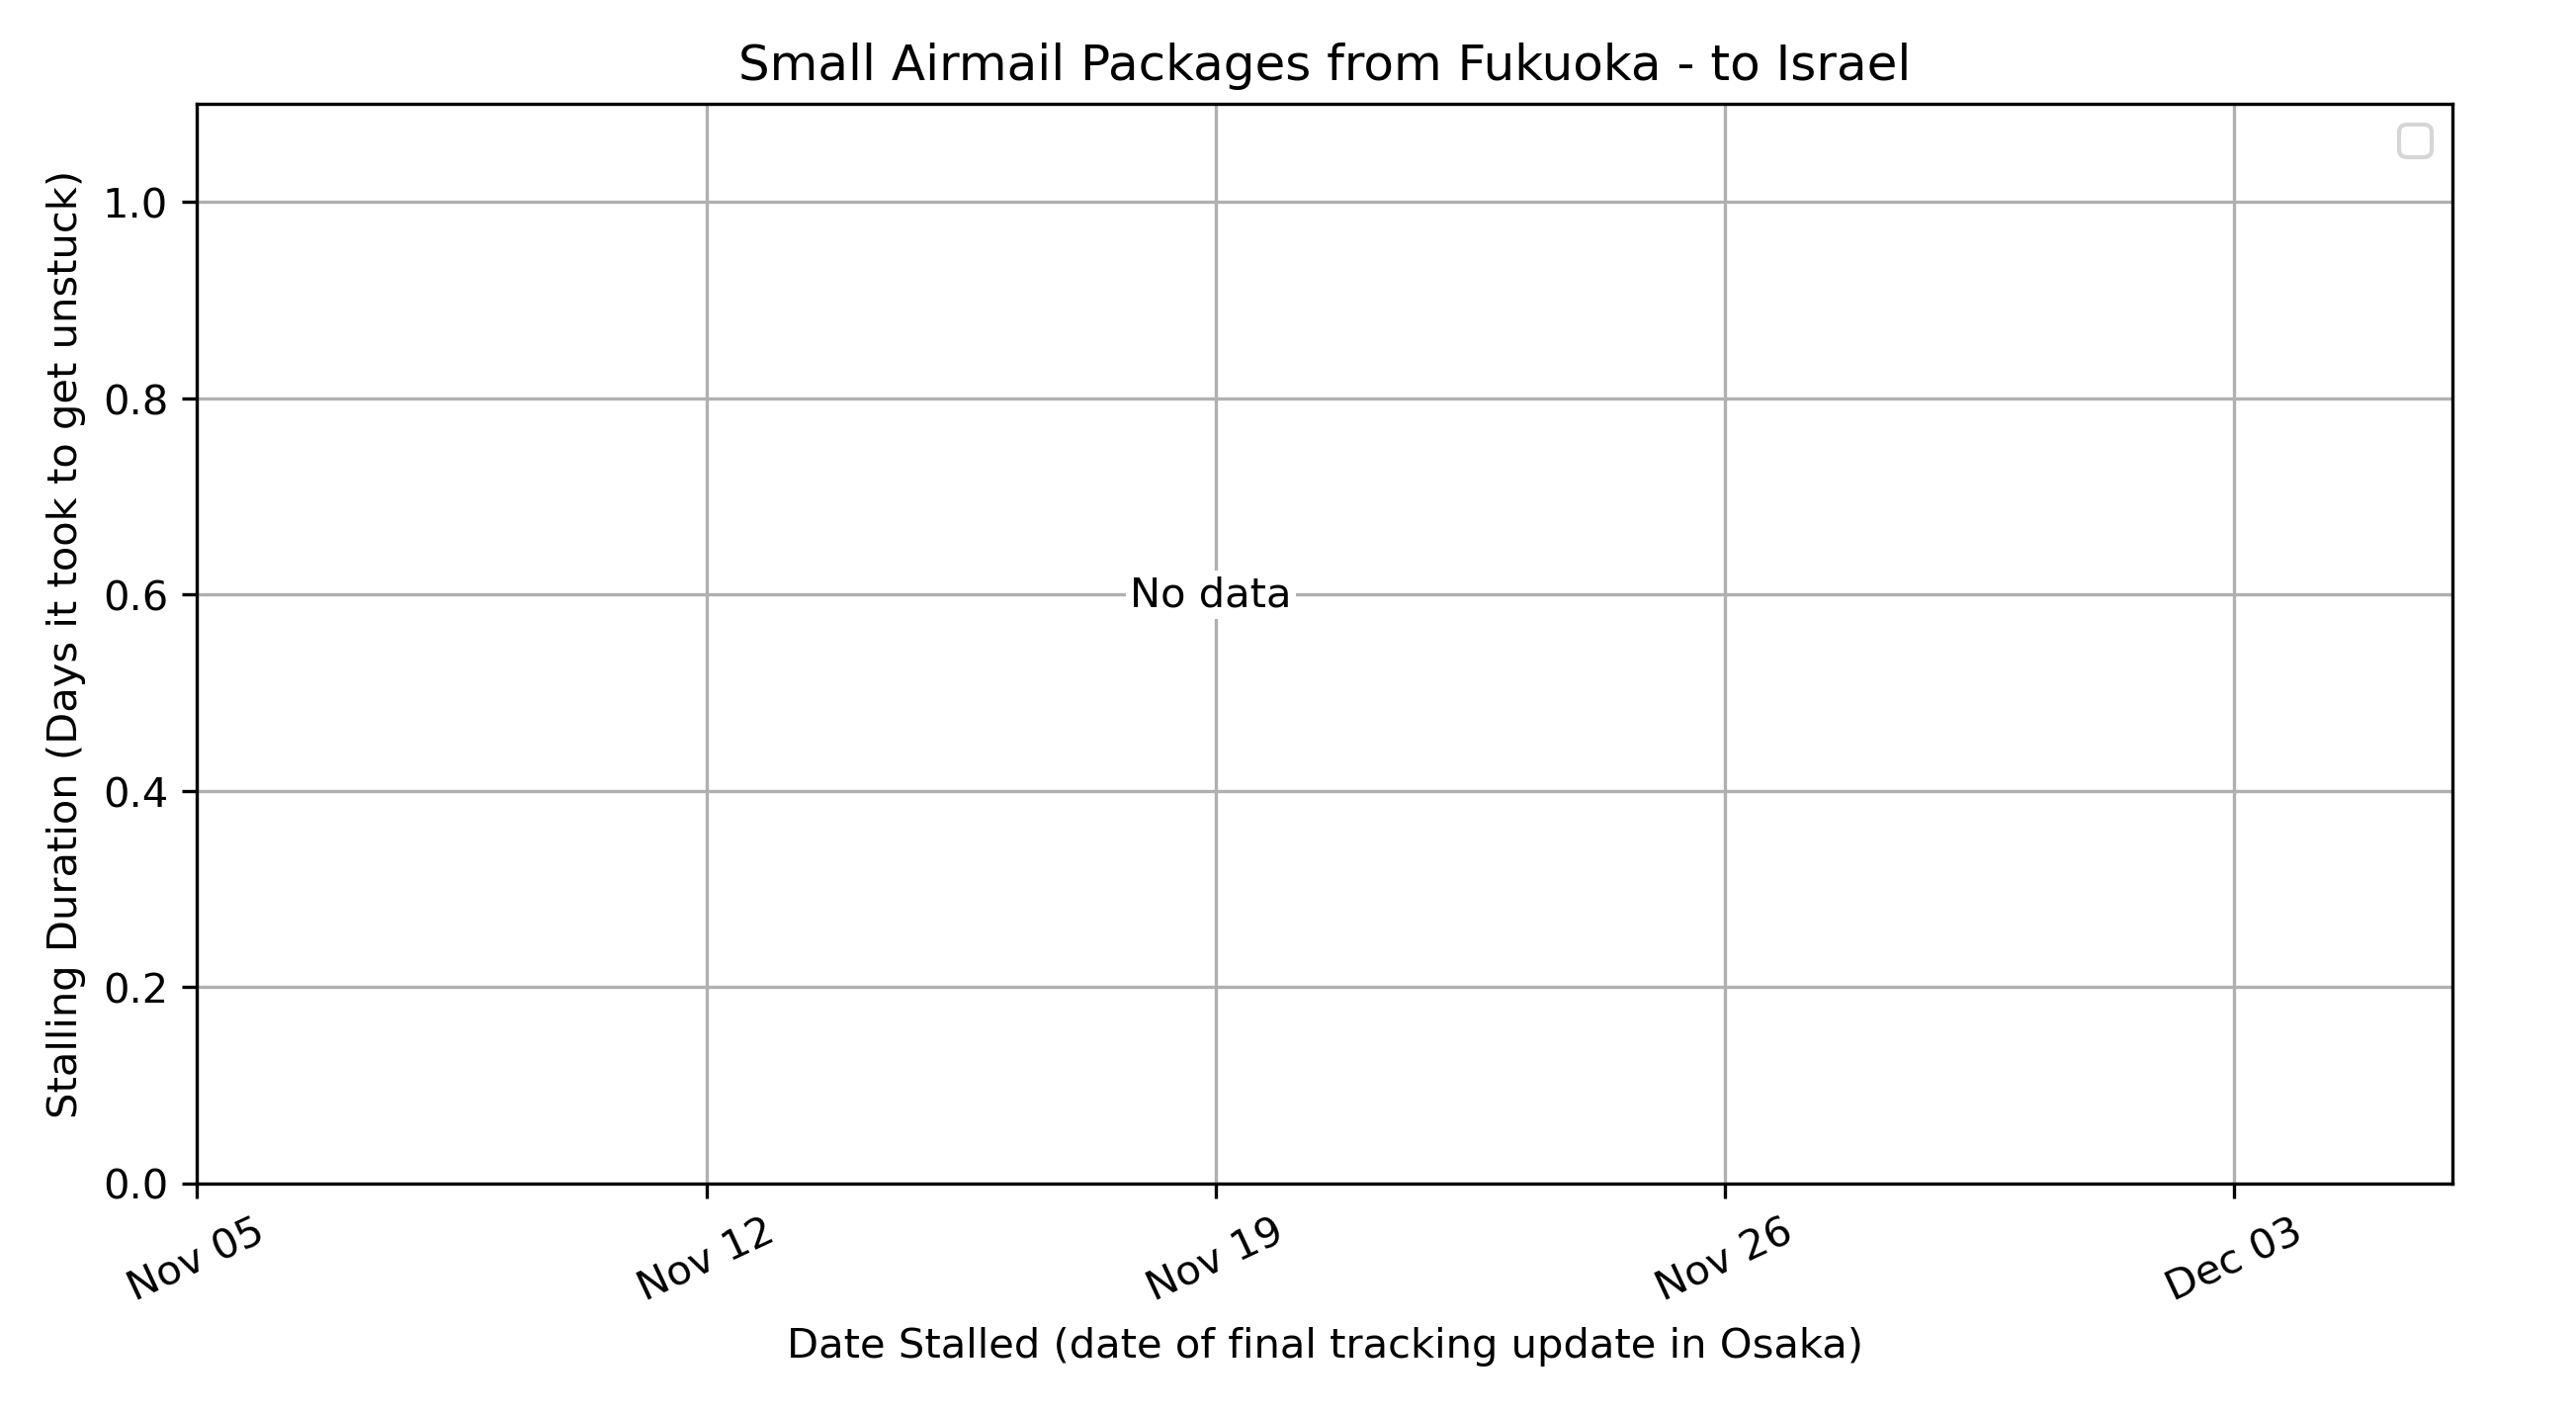 Small Airmail Packages from Fukuoka - to Israel
Stalling Duration (Days it took to get unstuck)
1.0
0.8
0.6
0.4
0.2
0.0
No data
Nov 05
Nov 12
Nov 19
Nov 26
Dec 03
Date Stalled (date of final tracking update in Osaka)